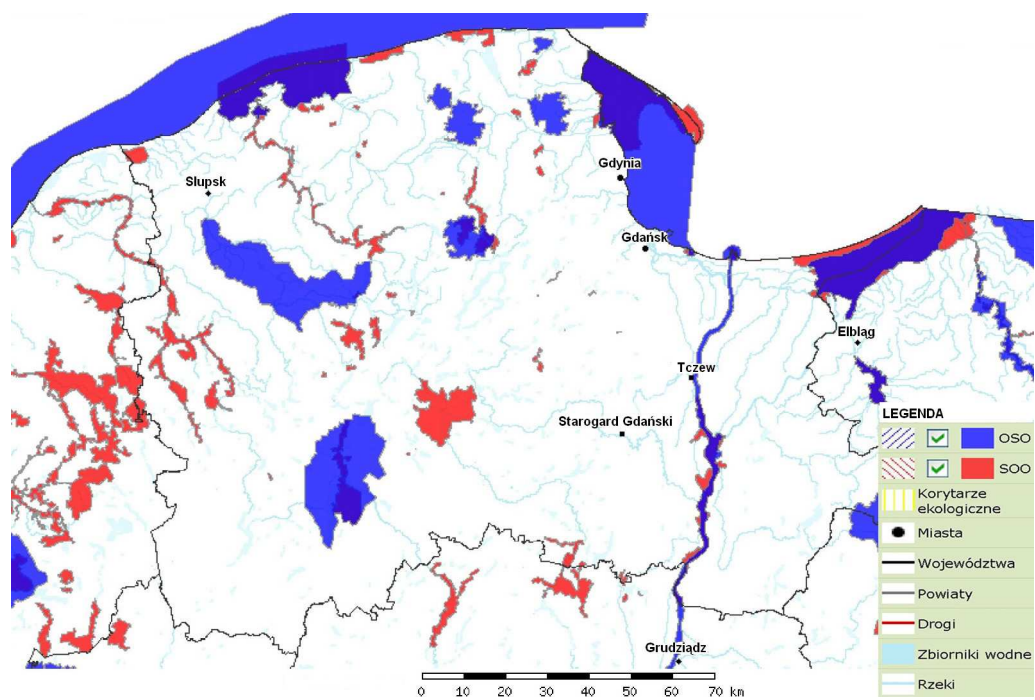 Gdynia
Slupsk
Gdańsk
Elbląg
Tczew
Starogard Gdański
Grudziądz
LEGENDA
OSO
SOO
Korytarze
ekologiczne
Miasta
Województwa
Powiaty
Drogi
Zbiorniki wodne
Rzeki
0 10 20 30 40 50 60 70 km